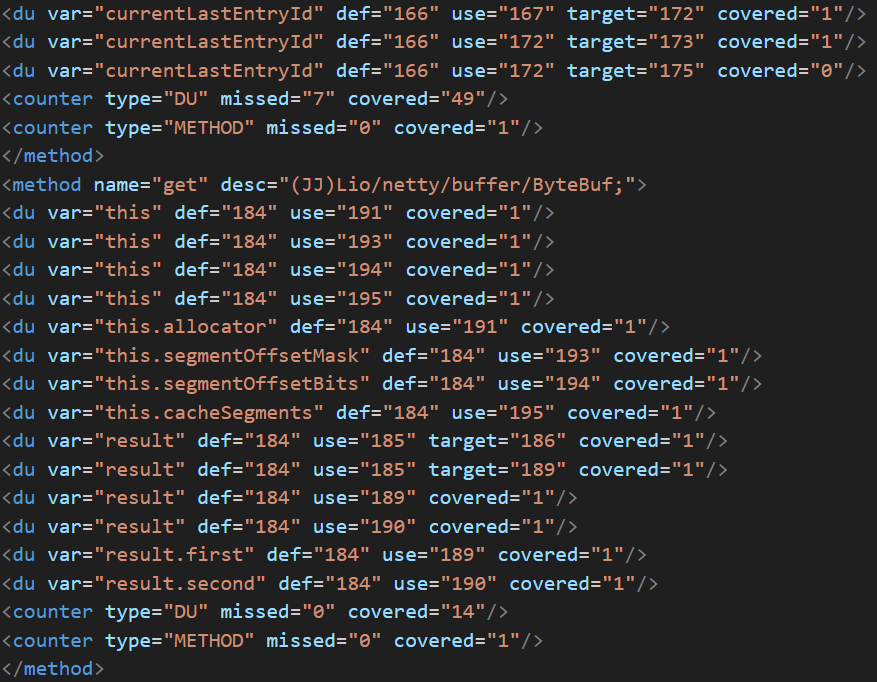 <du var="currentLastEntryId" def="166" use="167" target="172" covered="1"/>
<du var="currentLastEntryId" def="166" use="172" target="173" covered="1"/>
<du var="currentLastEntryId" def="166" use="172" target="175" covered="0"/>
<counter type="DU" missed="7" covered="49"/>
<counter type="METHOD" missed="0" covered="1"/>
</method>
<method name="get" desc="(JJ)Lio/netty/buffer/ByteBuf;">
<du var="this" def="184" use="191" covered="1"/>
<du var="this" def="184" use="193" covered="1"/>
<du var="this" def="184" use="194" covered="1"/>
<du var="this" def="184" use="195" covered="1"/>
<du var="this.allocator" def="184" use="191" covered="1"/>
<du var="this.segmentOffsetMask" def="184" use="193" covered="1"/>
<du var="this.segmentOffsetBits" def="184" use="194" covered="1"/>
<du var="this.cacheSegments" def="184" use="195" covered="1"/>
<du var="result" def="184" use="185" target="186" covered="1"/>
<du var="result" def="184" use="185" target="189" covered="1"/>
<du var="result" def="184" use="189" covered="1"/>
<du var="result" def="184" use="190" covered="1"/>
<du var="result.first" def="184" use="189" covered="1"/>
<du var="result.second" def="184" use="190" covered="1"/>
<counter type="DU" missed="0" covered="14"/>
<counter type="METHOD" missed="0" covered="1"/>
</method>